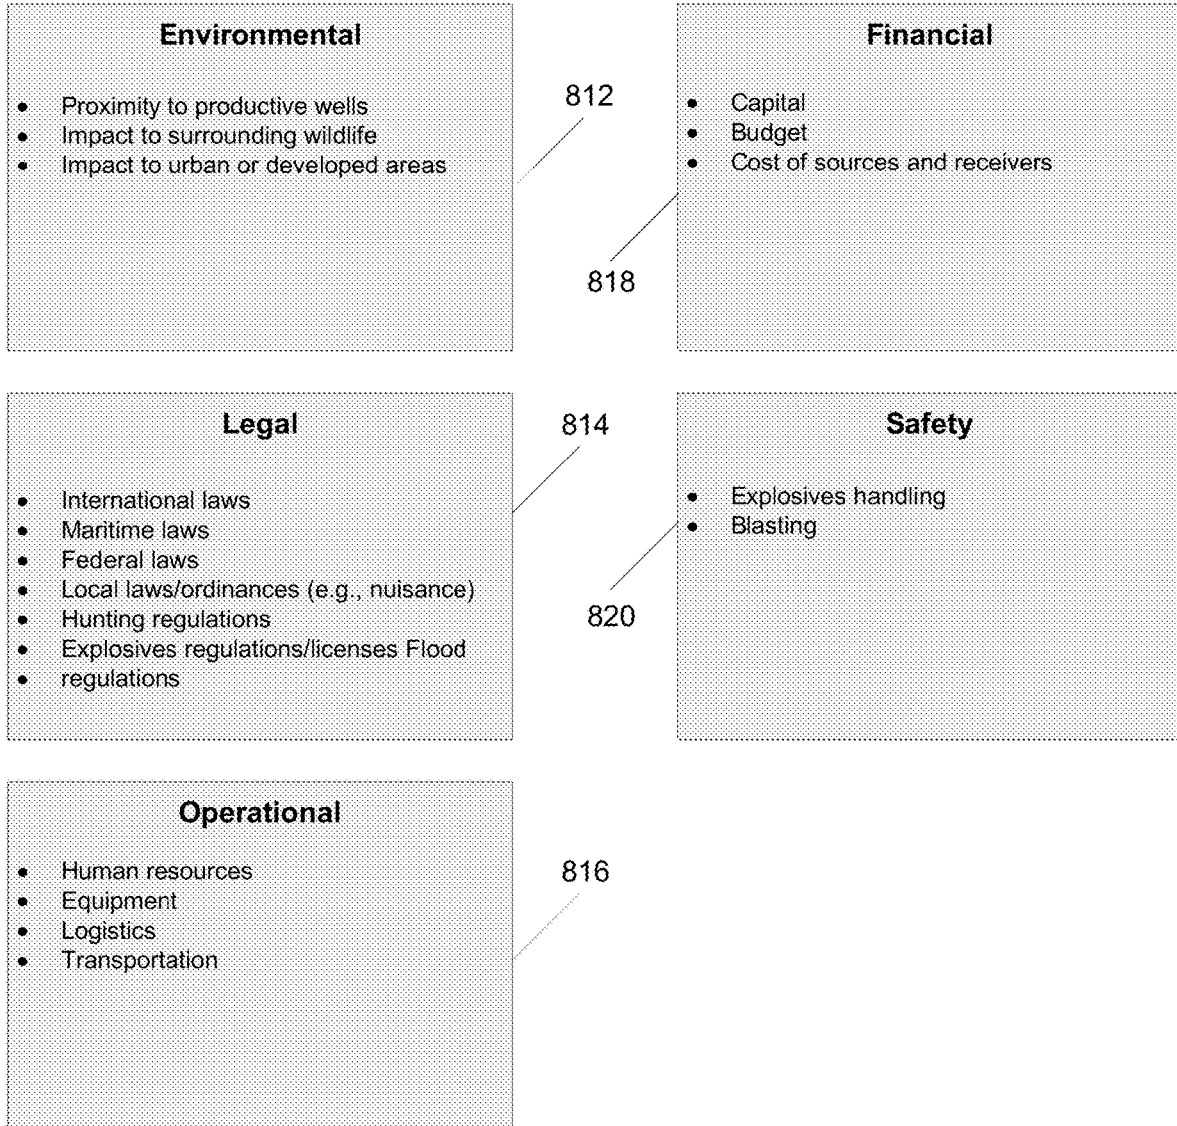 Environmental
• Proximity to productive wells
• Impact to surrounding wildlife
• Impact to urban or developed areas
812
Financial
• Capital
• Budget
• Cost of sources and receivers
818
Legal
• International laws
• Maritime laws
• Federal laws
• Local laws/ordinances (e.g., nuisance)
• Hunting regulations
• Explosives regulations/licenses Flood
• regulations
814
Safety
• Explosives handling
• Blasting
820
Operational
• Human resources
• Equipment
• Logistics
• Transportation
816